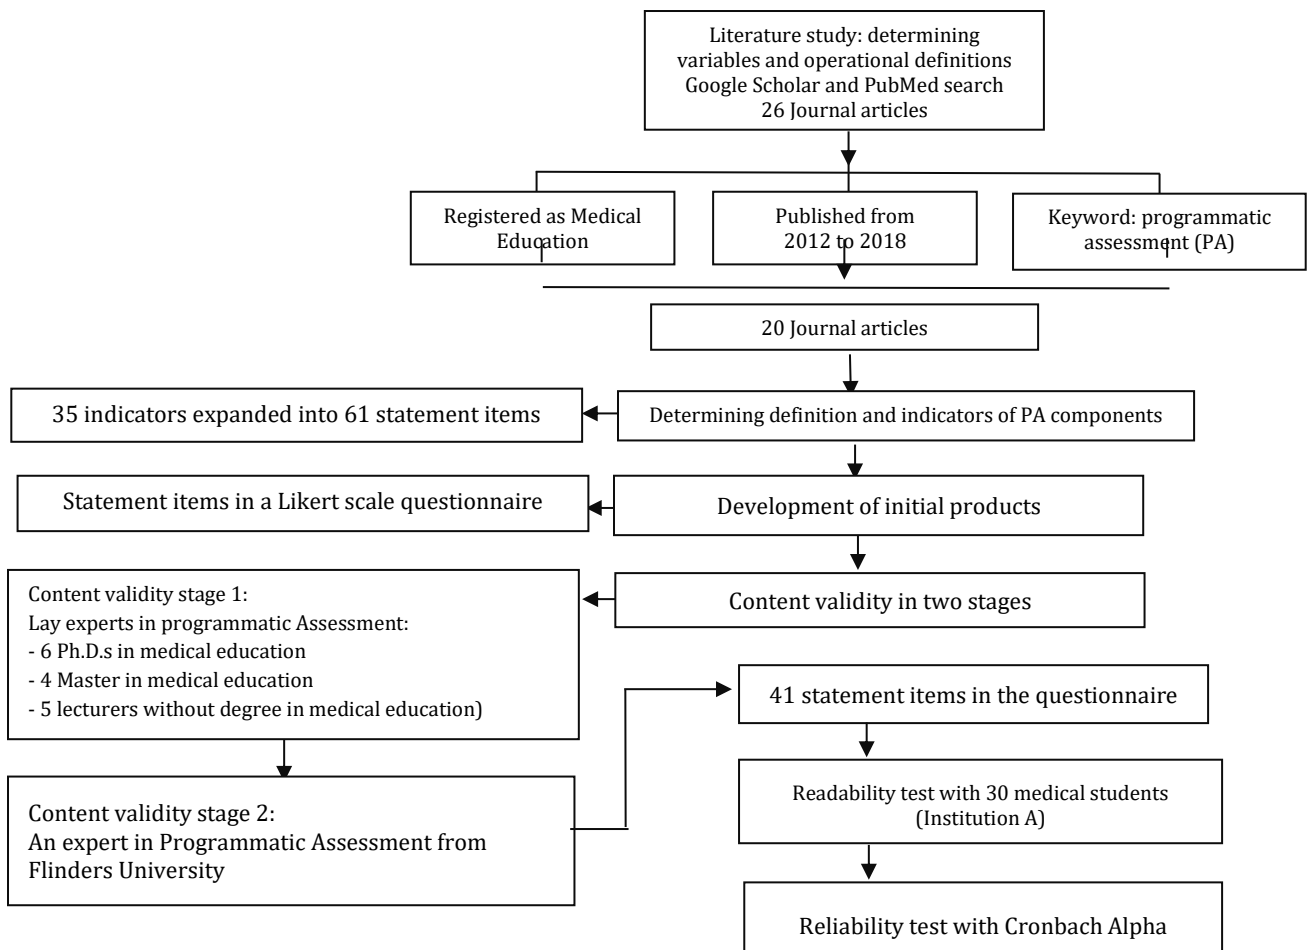 Literature study: determining
variables and operational definitions
Google Scholar and PubMed search
26 Journal articles
Registered as Medical
Education
Published from
2012 to 2018
Keyword: programmatic
assessment (PA)
20 Journal articles
35 indicators expanded into 61 statement items
Determining definition and indicators of PA components
Statement items in a Likert scale questionnaire
Development of initial products
Content validity stage 1:
Lay experts in programmatic Assessment:
- 6 Ph.D.s in medical education
- 4 Master in medical education
- 5 lecturers without degree in medical education)
Content validity in two stages
41 statement items in the questionnaire
Content validity stage 2:
An expert in Programmatic Assessment from
Flinders University
Readability test with 30 medical students
(Institution A)
Reliability test with Cronbach Alpha